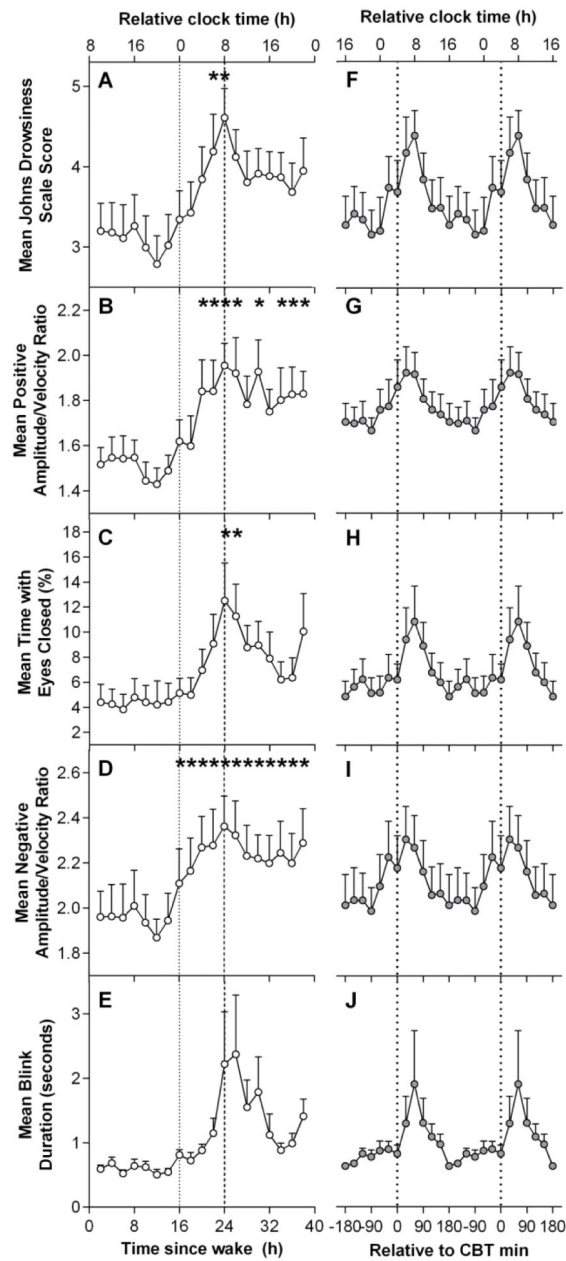 Relative clock time (h)
Relative clock time (h)
8 16 0 8 16 0
16 0 8 16 0 8 16
A
**
F
5
4
3
Mean Johns Drowsiness
Scale Score
B
**** * ***
G
2.2
2.0
1.8
1.6
1.4
Mean Positive
Amplitude/Velocity Ratio
C
**
H
18
16
14
12
10
8
6
4
2
Mean Time with
Eyes Closed (%)
D
************
I
2.6
2.4
2.2
2.0
1.8
Mean Negative
Amplitude/Velocity Ratio
E
J
3
2
1
0
Mean Blink
Duration (seconds)
0 8 16 24 32 40
-180 -90 0 90 180 -90 0 90 180
Time since wake (h)
Relative to CBT min